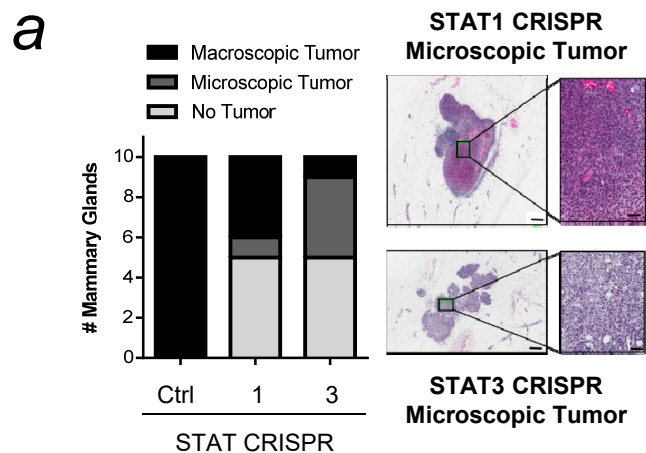 a
Macroscopic Tumor
Microscopic Tumor
No Tumor
# Mammary Glands
10
8
6
4
2
0
Ctrl
1
3
STAT CRISPR
STAT1 CRISPR
Microscopic Tumor
STAT3 CRISPR
Microscopic Tumor